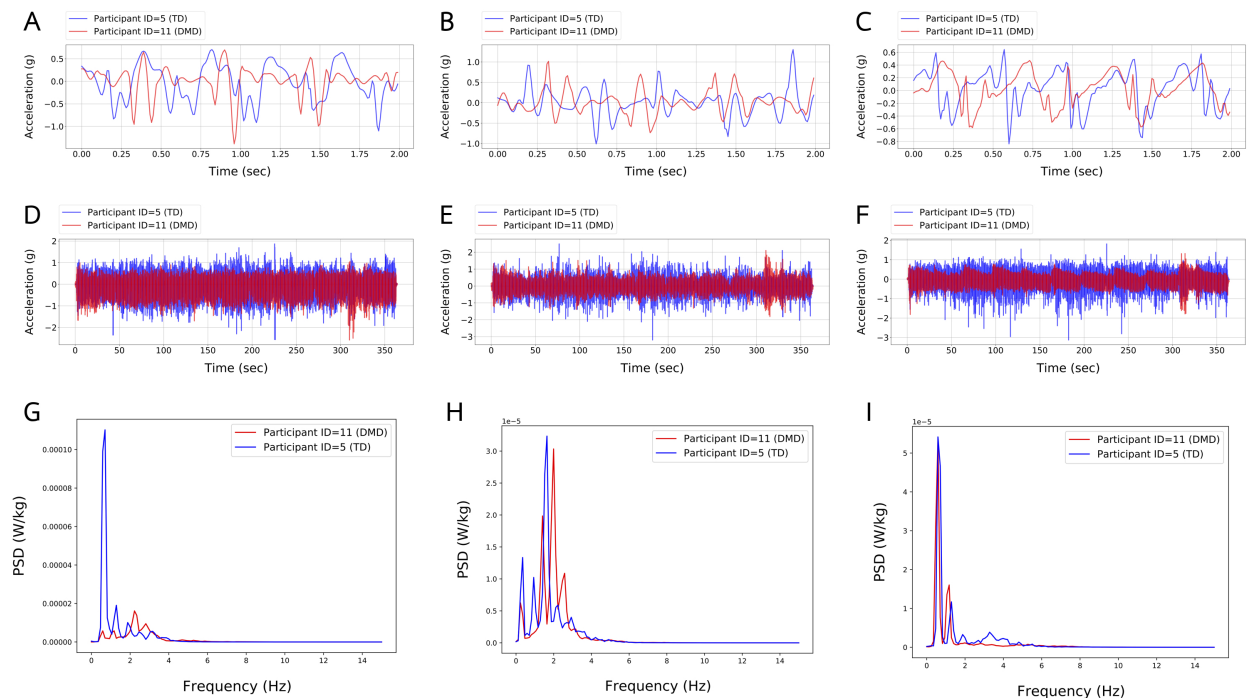 A
Participant ID=5 (TD)
Participant ID=11 (DMD)
Acceleration (g)
0.5
0.0
−0.5
−1.0
0.00 0.25 0.50 0.75 1.00 1.25 1.50 1.75 2.00
Time (sec)
B
Participant ID=5 (TD)
Participant ID=11 (DMD)
Acceleration (g)
1.0
0.5
0.0
−0.5
−1.0
0.00 0.25 0.50 0.75 1.00 1.25 1.50 1.75 2.00
Time (sec)
C
Participant ID=5 (TD)
Participant ID=11 (DMD)
Acceleration (g)
0.6
0.4
0.2
0.0
−0.2
−0.4
−0.6
−0.8
0.00 0.25 0.50 0.75 1.00 1.25 1.50 1.75 2.00
Time (sec)
D
Participant ID=5 (TD)
Participant ID=11 (DMD)
Acceleration (g)
2
1
0
−1
−2
0 50 100 150 200 250 300 350
Time (sec)
E
Participant ID=5 (TD)
Participant ID=11 (DMD)
Acceleration (g)
2
1
0
−1
−2
−3
0 50 100 150 200 250 300 350
Time (sec)
F
Participant ID=5 (TD)
Participant ID=11 (DMD)
Acceleration (g)
2
1
0
−1
−2
−3
0 50 100 150 200 250 300 350
Time (sec)
G
Participant ID=11 (DMD)
Participant ID=5 (TD)
PSD (W/kg)
0.00010
0.00008
0.00006
0.00004
0.00002
0.00000
0 2 4 6 8 10 12 14
Frequency (Hz)
H
1e−5
Participant ID=11 (DMD)
Participant ID=5 (TD)
PSD (W/kg)
3.0
2.5
2.0
1.5
1.0
0.5
0.0
0 2 4 6 8 10 12 14
Frequency (Hz)
I
1e−5
Participant ID=11 (DMD)
Participant ID=5 (TD)
PSD (W/kg)
5
4
3
2
1
0
0 2 4 6 8 10 12 14
Frequency (Hz)